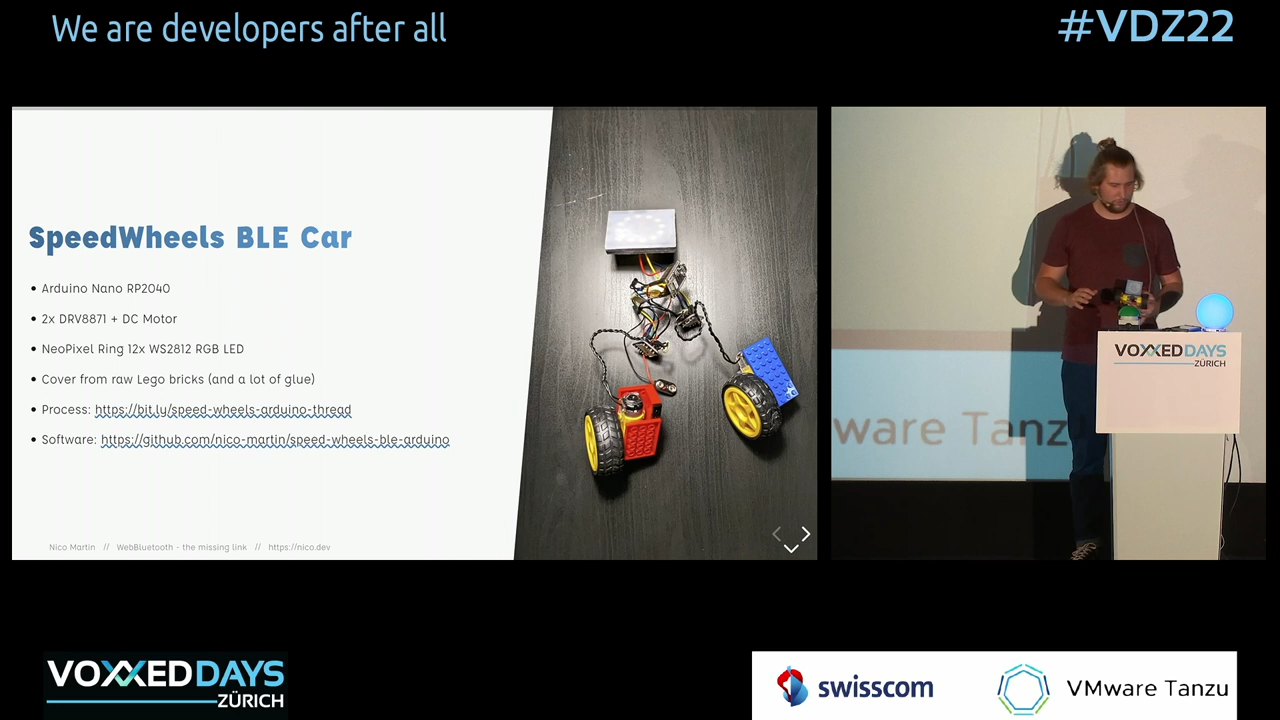 We are developers after all
#VDZ22
SpeedWheels BLE Car
• Arduino Nano RP2040
• 2x DRV8871 + DC Motor
• NeoPixel Ring 12x WS2812 RGB LED
• Cover from raw Lego bricks (and a lot of glue)
• Process: https://bit.ly/speed-wheels-arduino-thread
• Software: https://github.com/nico-martin/speed-wheels-ble-arduino
Nico Martin // WebBluetooth - the missing link // https://nico.dev
ware Tanz
VOXXED DAYS
ZÜRICH
VOXXED DAYS
ZÜRICH
swisscom
VMware Tanzu